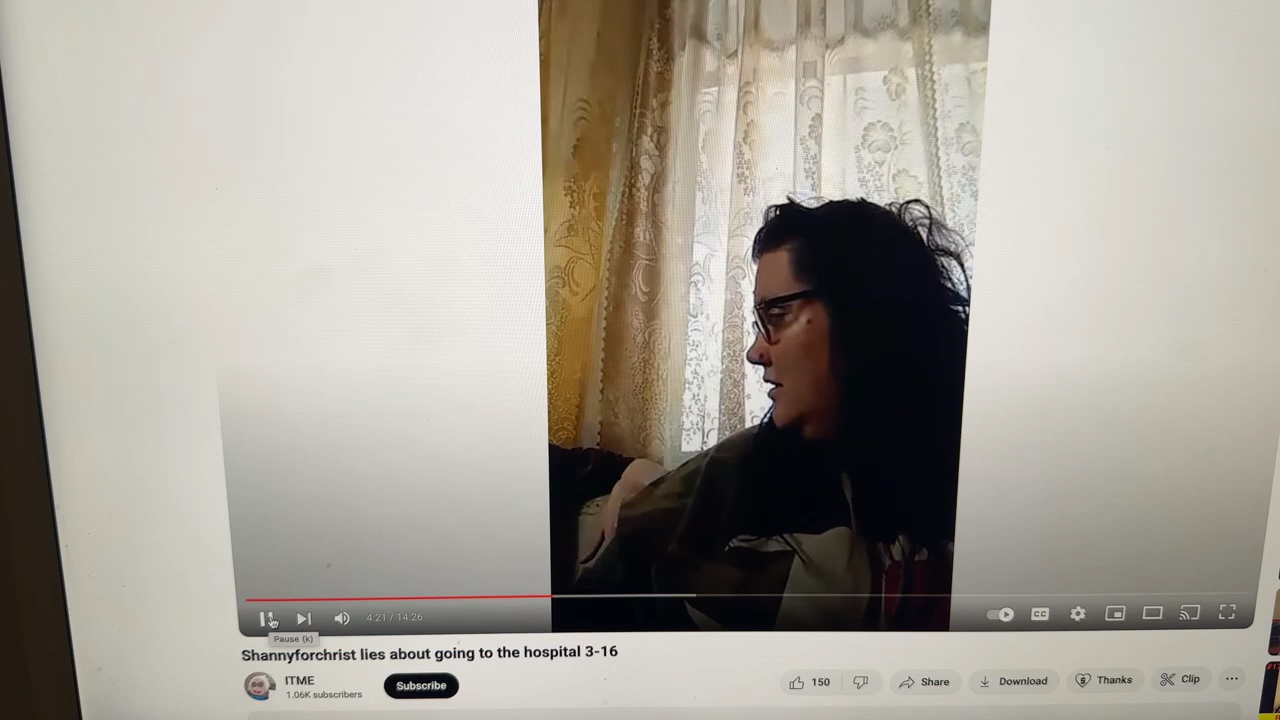 4:21 / 14:26
CC
Pause (k)
Shannyforchrist lies about going to the hospital 3-16
ITME
1.06K subscribers
Subscribe
150
Share
Download
Thanks
Clip